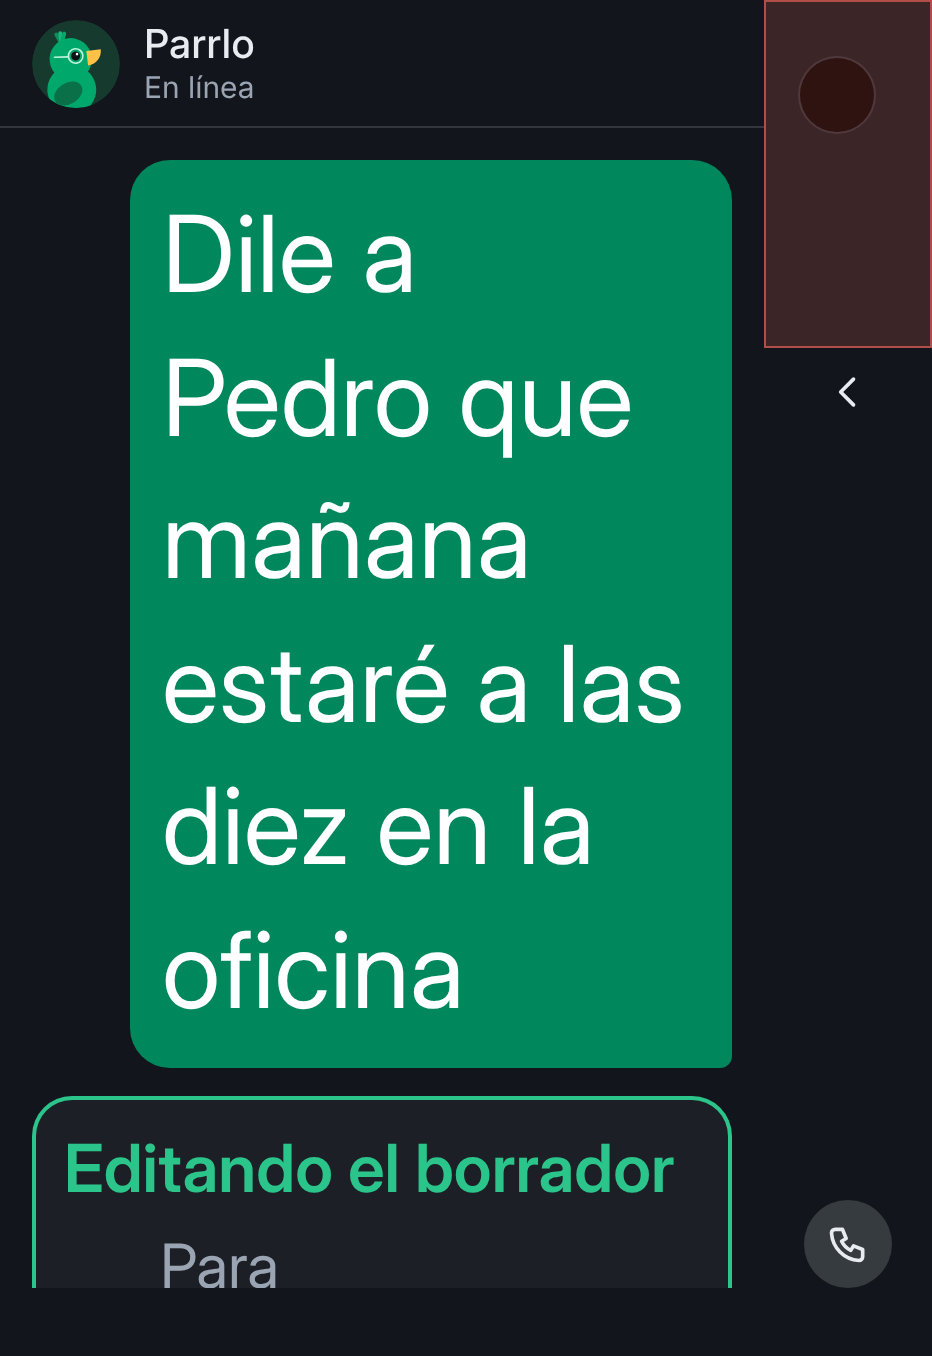 Parrlo
En línea
Dile a
Pedro que
mañana
estaré a las
diez en la
oficina
Editando el borrador
Para